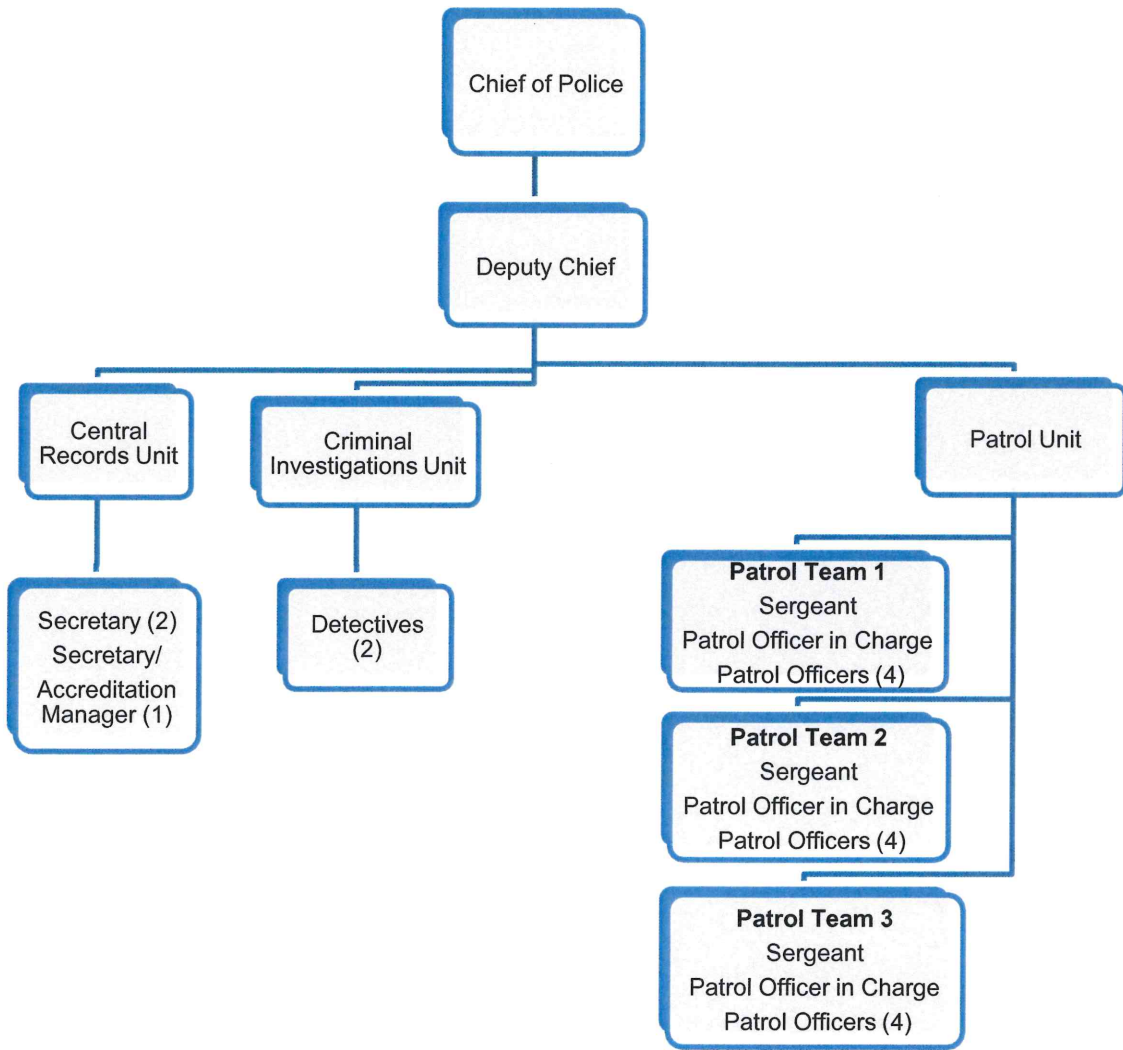 Chief of Police
Deputy Chief
Central
Records Unit
Criminal
Investigations Unit
Patrol Unit
Secretary (2)
Secretary/
Accreditation
Manager (1)
Detectives
(2)
Patrol Team 1
Sergeant
Patrol Officer in Charge
Patrol Officers (4)
Patrol Team 2
Sergeant
Patrol Officer in Charge
Patrol Officers (4)
Patrol Team 3
Sergeant
Patrol Officer in Charge
Patrol Officers (4)